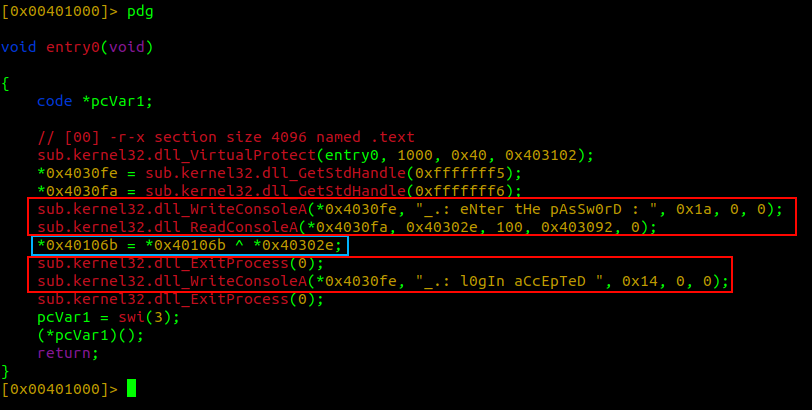 [0x00401000]> pdg
void entry0(void)
{
    code *pcVar1;
    // [00] -r-x section size 4096 named .text
    sub.kernel32.dll_VirtualProtect(entry0, 1000, 0x40, 0x403102);
    *0x4030fe = sub.kernel32.dll_GetStdHandle(0xfffffff5);
    *0x4030fa = sub.kernel32.dll_GetStdHandle(0xfffffff6);
    sub.kernel32.dll_WriteConsoleA(*0x4030fe, "_.: eNter tHe pAsSw0rD : ", 0x1a, 0, 0);
    sub.kernel32.dll_ReadConsoleA(*0x4030fa, 0x40302e, 100, 0x403092, 0);
    *0x40106b = *0x40106b ^ *0x40302e;
    sub.kernel32.dll_ExitProcess(0);
    sub.kernel32.dll_WriteConsoleA(*0x4030fe, "_.: l0gIn aCcEpTeD ", 0x14, 0, 0);
    sub.kernel32.dll_ExitProcess(0);
    pcVar1 = swi(3);
    (*pcVar1)();
    return;
}
[0x00401000]>